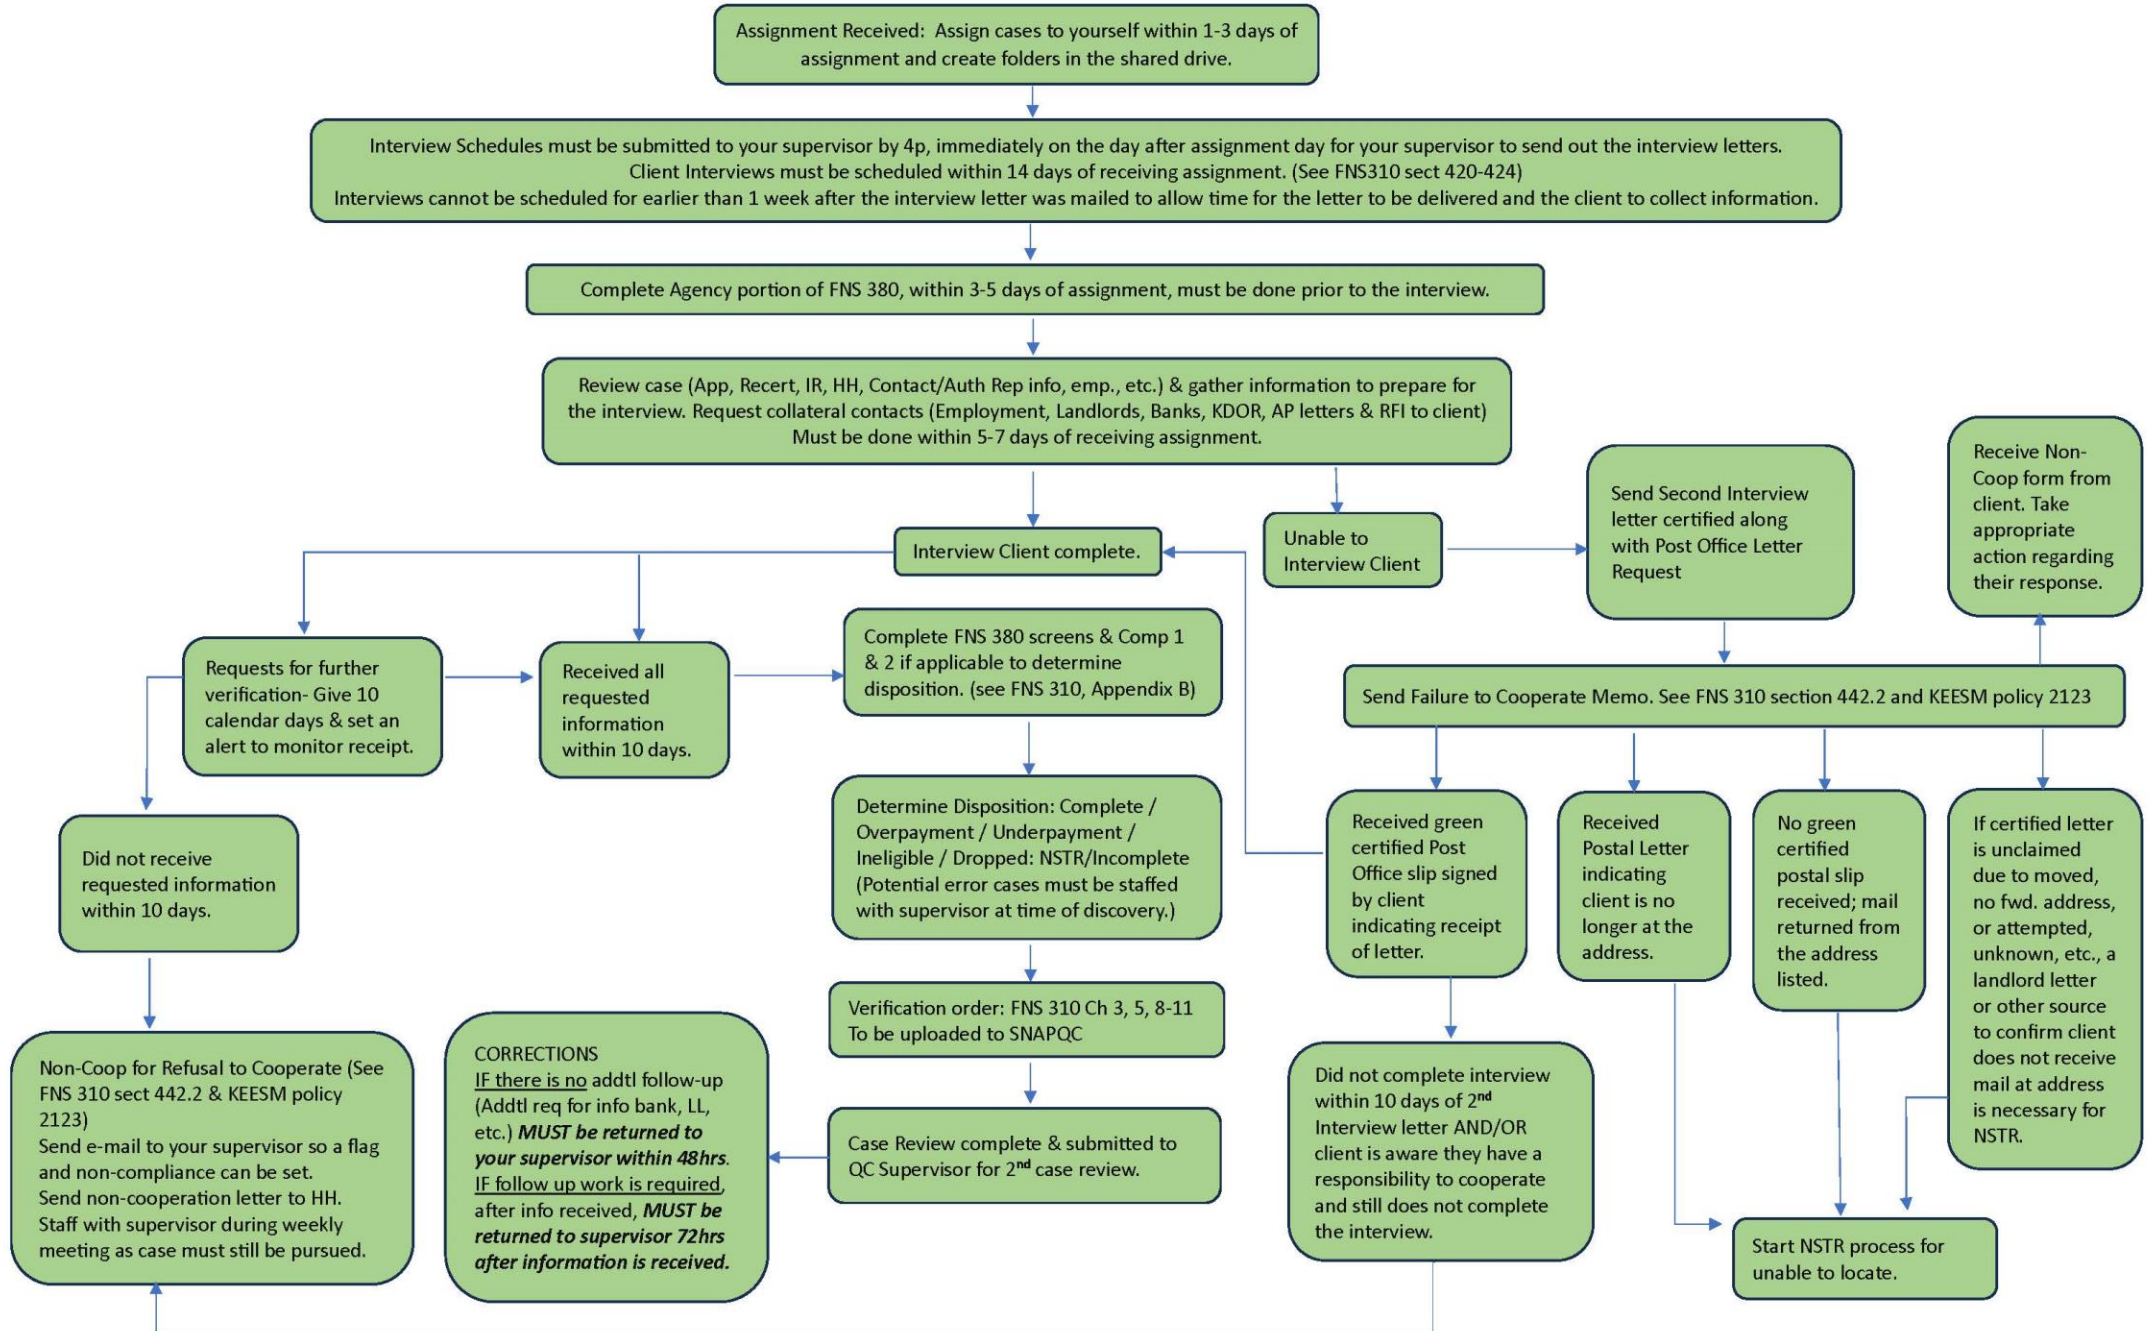 Assignment Received:  Assign cases to yourself within 1-3 days of
assignment and create folders in the shared drive.
Interview Schedules must be submitted to your supervisor by 4p, immediately on the day after assignment day for your supervisor to send out the interview letters.
Client Interviews must be scheduled within 14 days of receiving assignment. (See FNS310 sect 420-424)
Interviews cannot be scheduled for earlier than 1 week after the interview letter was mailed to allow time for the letter to be delivered and the client to collect information.
Complete Agency portion of FNS 380, within 3-5 days of assignment, must be done prior to the interview.
Review case (App, Recert, IR, HH, Contact/Auth Rep info, emp., etc.) & gather information to prepare for
the interview. Request collateral contacts (Employment, Landlords, Banks, KDOR, AP letters & RFI to client)
Must be done within 5-7 days of receiving assignment.
Interview Client complete.
Unable to
Interview Client
Send Second Interview
letter certified along
with Post Office Letter
Request
Receive Non-
Coop form from
client. Take
appropriate
action regarding
their response.
Requests for further
verification- Give 10
calendar days & set an
alert to monitor receipt.
Received all
requested
information
within 10 days.
Complete FNS 380 screens & Comp 1
& 2 if applicable to determine
disposition. (see FNS 310, Appendix B)
Send Failure to Cooperate Memo. See FNS 310 section 442.2 and KEESM policy 2123
Did not receive
requested information
within 10 days.
Determine Disposition: Complete /
Overpayment / Underpayment /
Ineligible / Dropped: NSTR/Incomplete
(Potential error cases must be staffed
with supervisor at time of discovery.)
Received green
certified Post
Office slip signed
by client
indicating receipt
of letter.
Received
Postal Letter
indicating
client is no
longer at the
address.
No green
certified
postal slip
received; mail
returned from
the address
listed.
If certified letter
is unclaimed
due to moved,
no fwd. address,
or attempted,
unknown, etc., a
landlord letter
or other source
to confirm client
does not receive
mail at address
is necessary for
NSTR.
Verification order: FNS 310 Ch 3, 5, 8-11
To be uploaded to SNAPQC
Non-Coop for Refusal to Cooperate (See
FNS 310 sect 442.2 & KEESM policy
2123)
Send e-mail to your supervisor so a flag
and non-compliance can be set.
Send non-cooperation letter to HH.
Staff with supervisor during weekly
meeting as case must still be pursued.
CORRECTIONS
IF there is no addtl follow-up
(Addtl req for info bank, LL,
etc.) MUST be returned to
your supervisor within 48hrs.
IF follow up work is required,
after info received, MUST be
returned to supervisor 72hrs
after information is received.
Case Review complete & submitted to
QC Supervisor for 2nd case review.
Did not complete interview
within 10 days of 2nd
Interview letter AND/OR
client is aware they have a
responsibility to cooperate
and still does not complete
the interview.
Start NSTR process for
unable to locate.